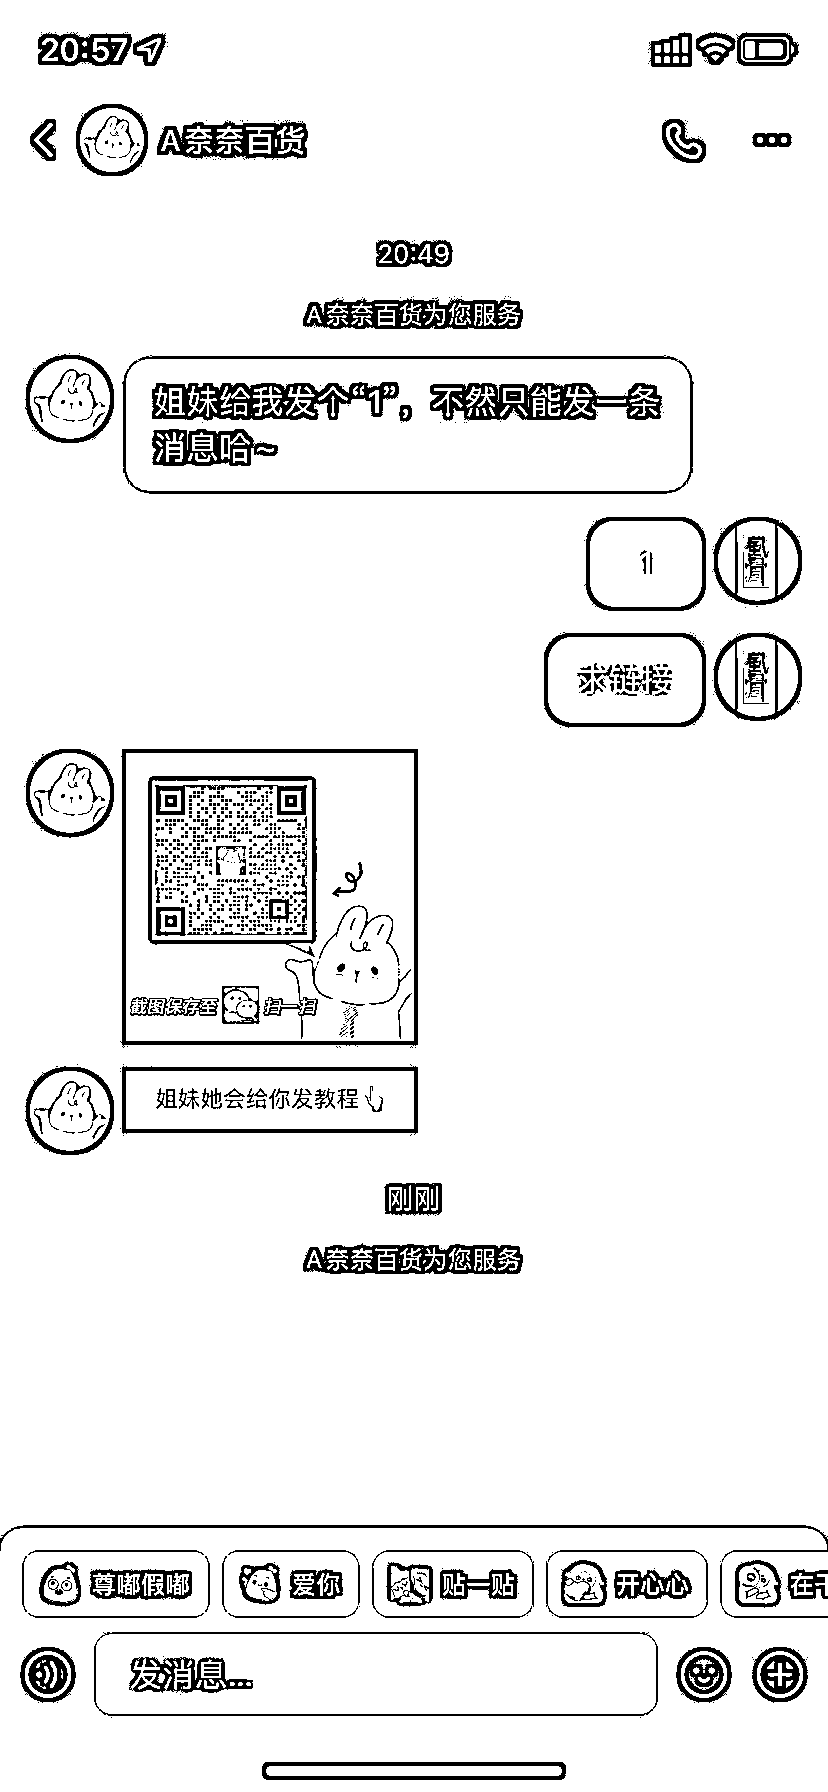 20:57
A奈奈百货
20:49
A奈奈百货为您服务
姐妹给我发个“1”，不然只能发一条
消息哈~
1
求链接
截图保存至 扫一扫
姐妹她会给你发教程
刚刚
A奈奈百货为您服务
尊嘟假嘟 爱你 贴一贴 开心心 在干
发消息...